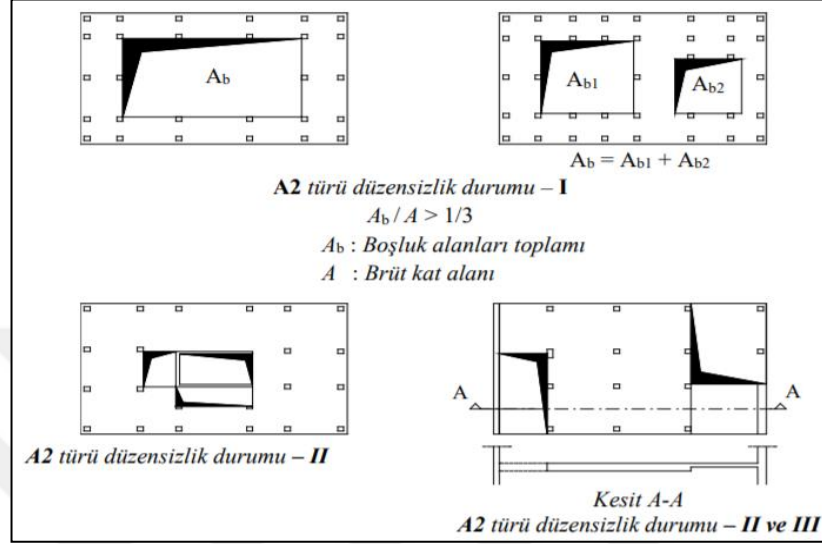 Ab
Ab1
Ab2
Ab = Ab1 + Ab2
A2 türü düzensizlik durumu – I
Ab / A > 1/3
Ab : Boşluk alanları toplamı
A : Brüt kat alanı
A A
A2 türü düzensizlik durumu – II
Kesit A-A
A2 türü düzensizlik durumu – II ve III